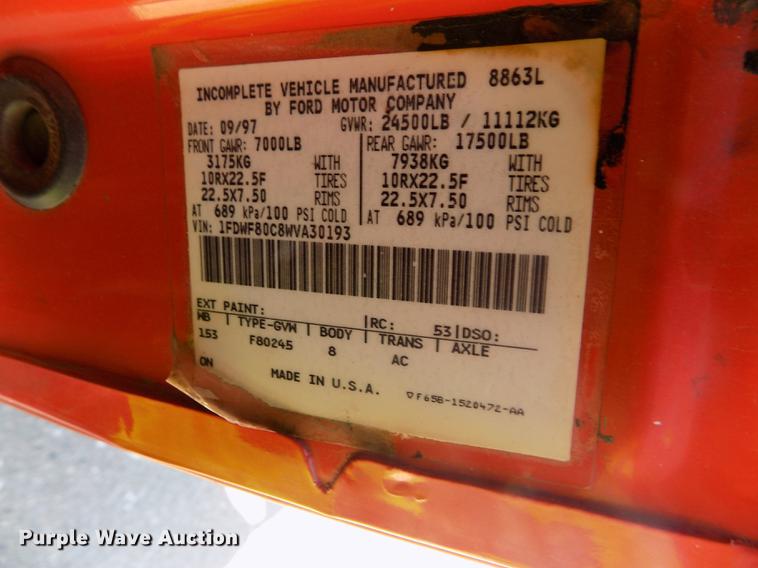 INCOMPLETE VEHICLE MANUFACTURED 8863L
BY FORD MOTOR COMPANY
DATE: 09/97 GVWR: 24500LB / 11112KG
FRONT GAWR: 7000LB REAR GAWR: 17500LB
3175KG WITH 7938KG WITH
10RX22.5F TIRES 10RX22.5F TIRES
22.5X7.50 RIMS 22.5X7.50 RIMS
AT 689 kPa/100 PSI COLD AT 689 kPa/100 PSI COLD
VIN: 1FDWF80C8WVA30193
EXT PAINT: RC: 53 DSO:
WB TYPE-GVW BODY TRANS AXLE
153 F80245 8 AC
ON
MADE IN U.S.A. ▽F65B-1520472-AA
Purple Wave Auction